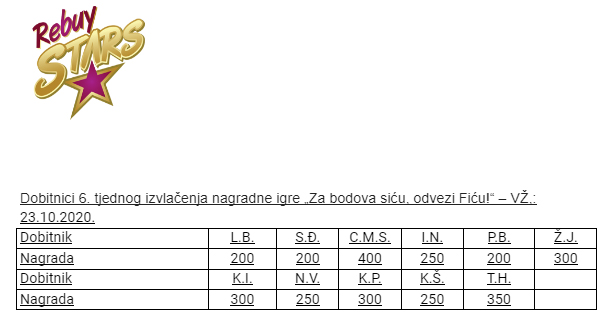 Rebuy
STARS
Dobitnici 6. tjednog izvlačenja nagradne igre „Za bodova siću, odvezi Fiću!“ – VŽ.:
23.10.2020.
Dobitnik L.B. S.Đ. C.M.S. I.N. P.B. Ž.J.
Nagrada 200 200 400 250 200 300
Dobitnik K.I. N.V. K.P. K.Š. T.H.
Nagrada 300 250 300 250 350